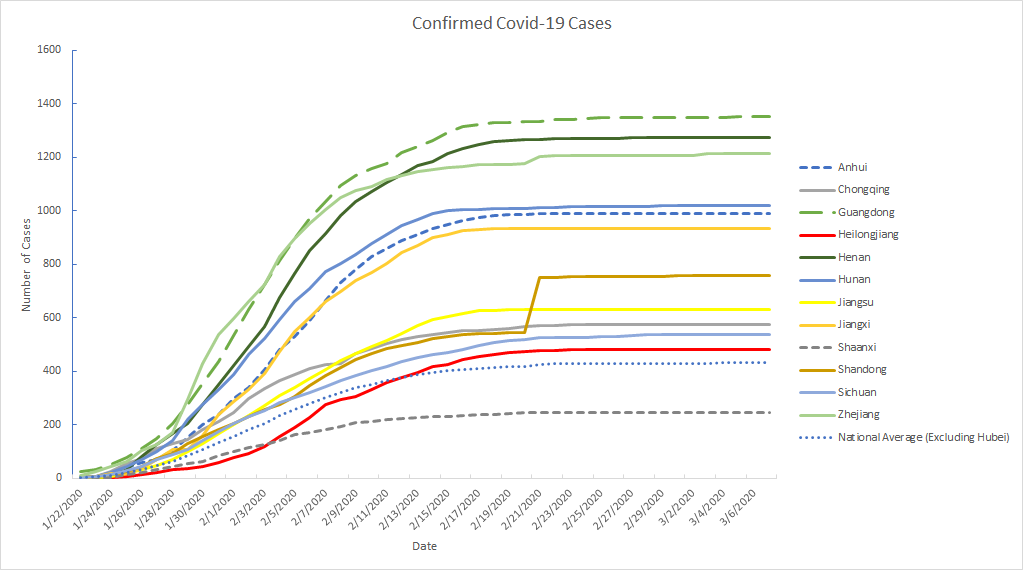 Confirmed Covid-19 Cases
1600
1400
1200
1000
800
600
400
200
0
Number of Cases
1/22/2020
1/24/2020
1/26/2020
1/28/2020
1/30/2020
2/1/2020
2/3/2020
2/5/2020
2/7/2020
2/9/2020
2/11/2020
2/13/2020
2/15/2020
2/17/2020
2/19/2020
2/21/2020
2/23/2020
2/25/2020
2/27/2020
2/29/2020
3/2/2020
3/4/2020
3/6/2020
Date
Anhui
Chongqing
Guangdong
Heilongjiang
Henan
Hunan
Jiangsu
Jiangxi
Shaanxi
Shandong
Sichuan
Zhejiang
National Average (Excluding Hubei)